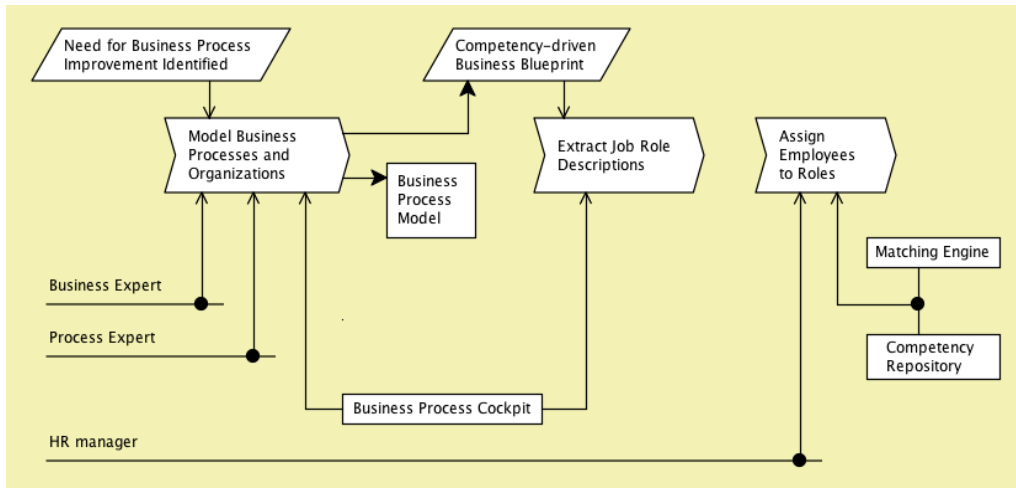 Need for Business Process
Improvement Identified
Competency-driven
Business Blueprint
Model Business
Processes and
Organizations
Extract Job Role
Descriptions
Assign
Employees
to Roles
Business
Process
Model
Matching Engine
Business Expert
Process Expert
Competency
Repository
Business Process Cockpit
HR manager